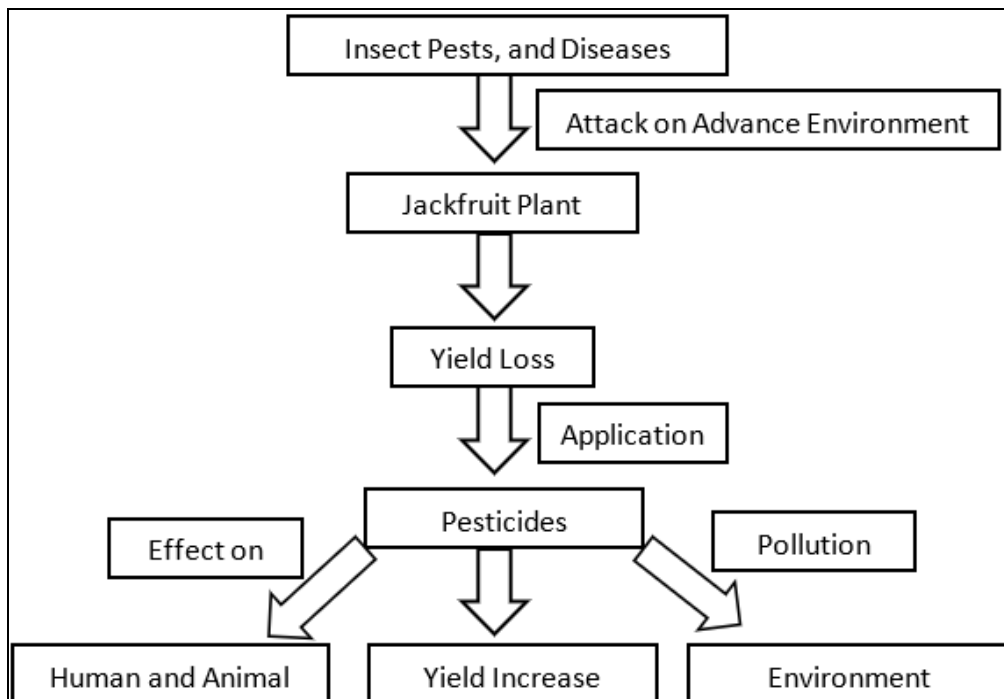 Insect Pests, and Diseases
Attack on Advance Environment
Jackfruit Plant
Yield Loss
Application
Pesticides
Effect on
Pollution
Human and Animal
Yield Increase
Environment